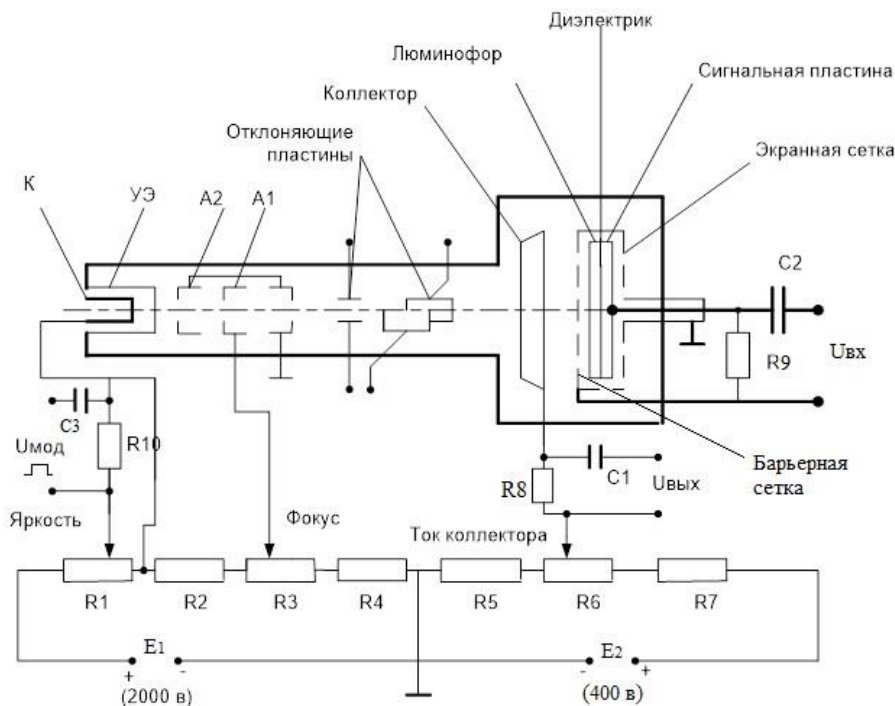 Диэлектрик
Люминофор
Сигнальная пластина
Коллектор
Отклоняющие
пластины
Экранная сетка
К
УЭ
А2
А1
С2
Uвх
R9
С3
R10
Uмод
С1
R8
Uвых
Барьерная
сетка
Яркость
Фокус
Ток коллектора
R1
R2
R3
R4
R5
R6
R7
E1
E2
+
-
-
+
(2000 в)
(400 в)